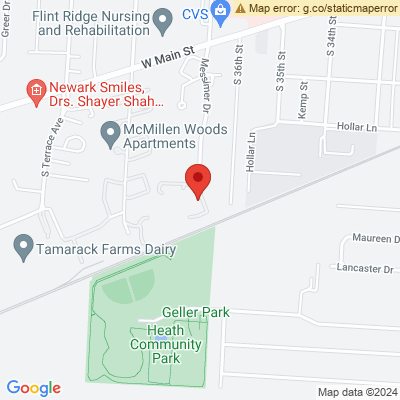 Map error: g.co/staticmaperror
Greer Dr
Flint Ridge Nursing
and Rehabilitation
CVS
W Main St
Messimer Dr
S 36th St
S 35th St
S 34th St
Kemp St
Newark Smiles,
Drs. Shayer Shah...
S Terrace Ave
McMillen Woods
Apartments
Hollar Ln
Hollar Ln
Tamarack Farms Dairy
Maureen D
Lancaster Dr
Geller Park
Heath
Community
Park
Google
Map data ©2024